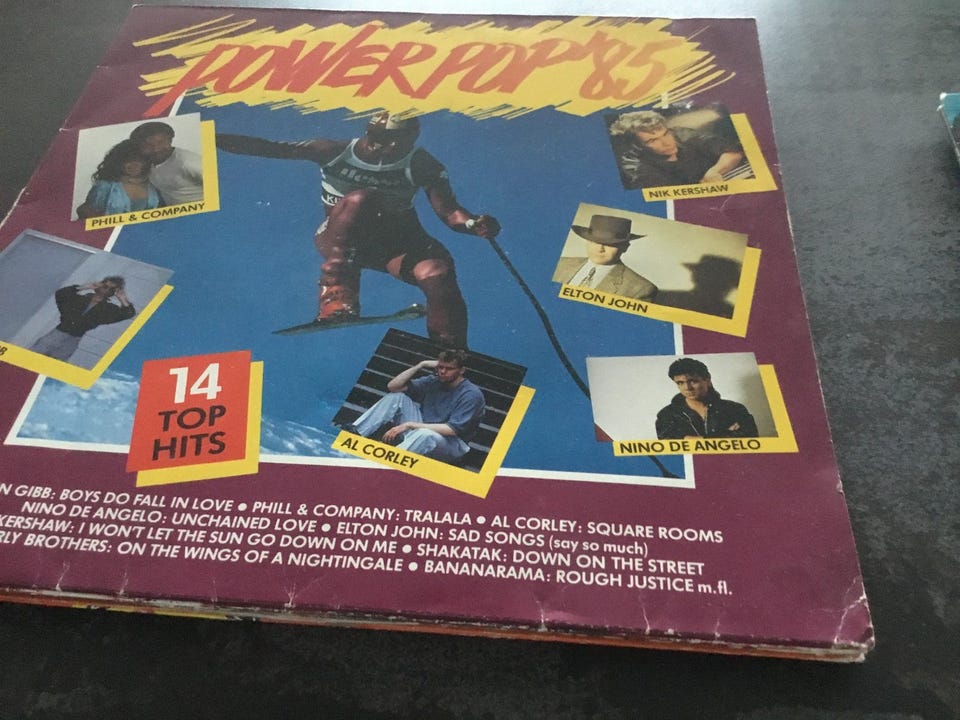 POWER POP '85
PHILL & COMPANY
NIK KERSHAW
ELTON JOHN
14
TOP
HITS
AL CORLEY
NINO DE ANGELO
N GIBB: BOYS DO FALL IN LOVE • PHILL & COMPANY: TRALALA • AL CORLEY: SQUARE ROOMS
NINO DE ANGELO: UNCHAINED LOVE • ELTON JOHN: SAD SONGS (say so much)
KERSHAW: I WON'T LET THE SUN GO DOWN ON ME • SHAKATAK: DOWN ON THE STREET
RLY BROTHERS: ON THE WINGS OF A NIGHTINGALE • BANANARAMA: ROUGH JUSTICE m.fl.